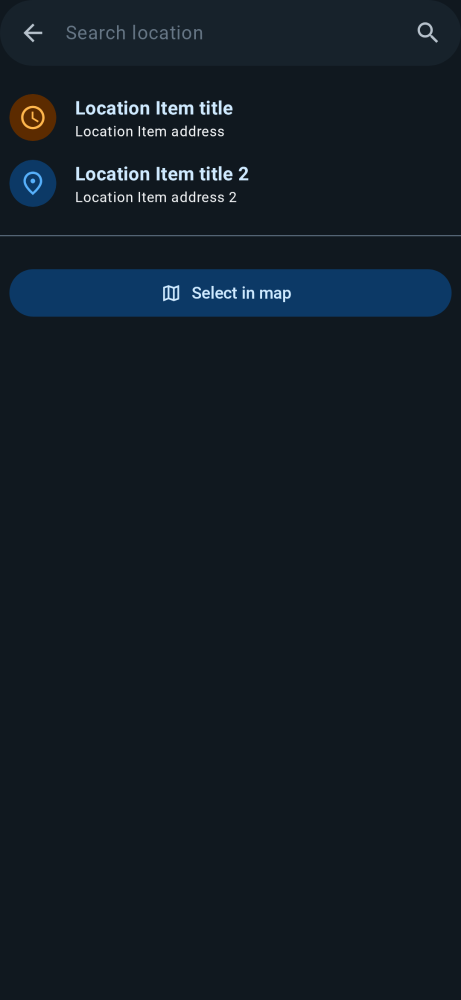 Search location
Location Item title
Location Item address
Location Item title 2
Location Item address 2
Select in map